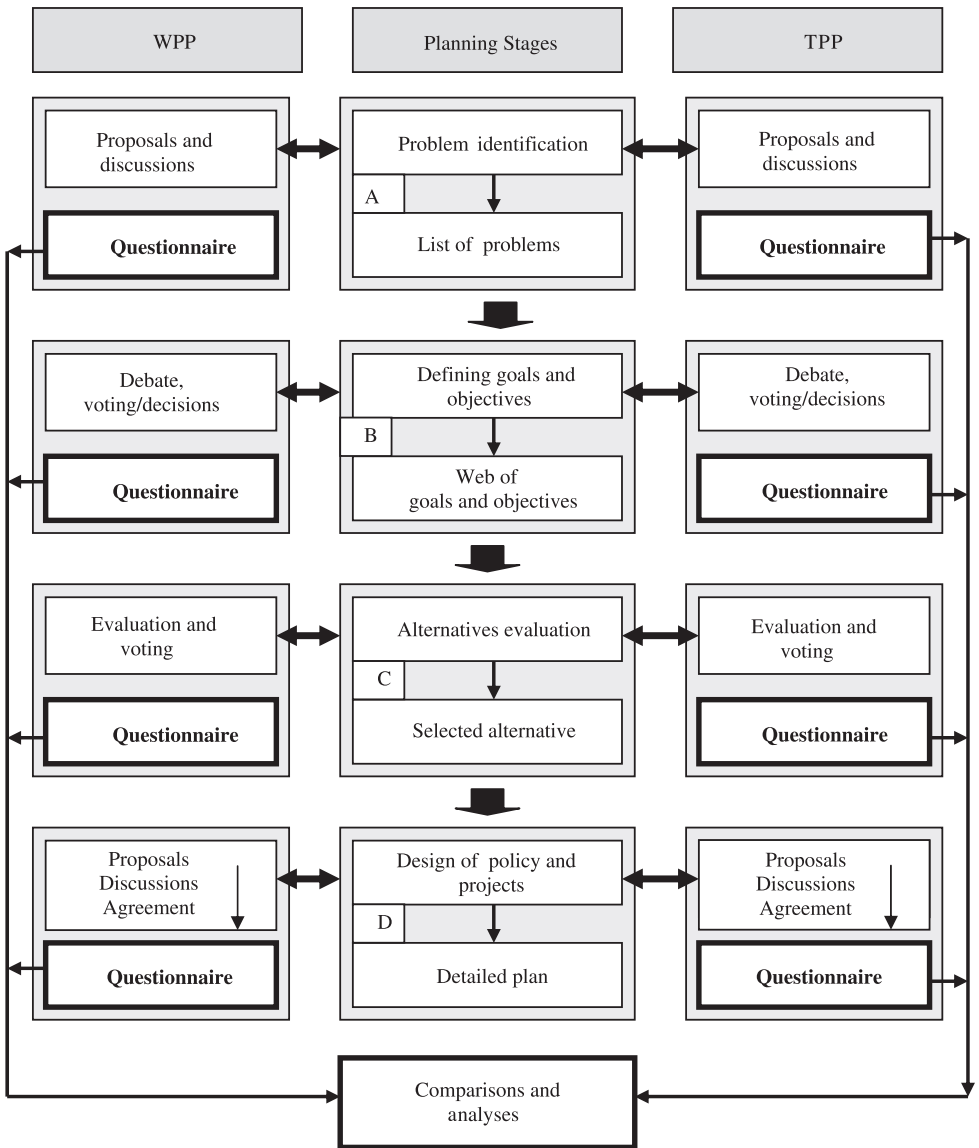 WPP
Planning Stages
TPP
Proposals and
discussions
Problem identification
Proposals and
discussions
A
Questionnaire
List of problems
Questionnaire
Debate,
voting/decisions
Defining goals and
objectives
Debate,
voting/decisions
B
Questionnaire
Web of
goals and objectives
Questionnaire
Evaluation and
voting
Alternatives evaluation
Evaluation and
voting
C
Questionnaire
Selected alternative
Questionnaire
Proposals
Discussions
Agreement
Design of policy and
projects
Proposals
Discussions
Agreement
D
Questionnaire
Detailed plan
Questionnaire
Comparisons and
analyses